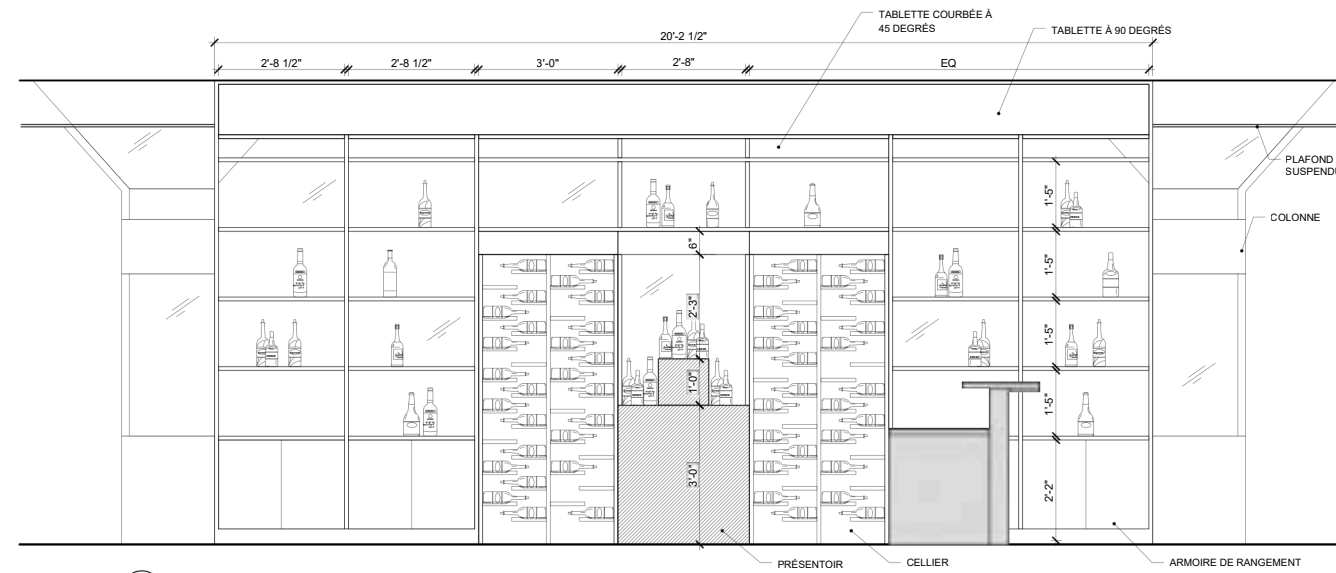 TABLETTE COURBÉE À
45 DEGRÉS
TABLETTE À 90 DEGRÉS
20'-2 1/2"
2'-8 1/2"
2'-8 1/2"
3'-0"
2'-8"
EQ
PLAFOND
SUSPENDU
COLONNE
1'-5"
6"
1'-5"
2'-3"
1'-5"
1'-0"
1'-5"
3'-0"
2'-2"
PRÉSENTOIR
CELLIER
ARMOIRE DE RANGEMENT